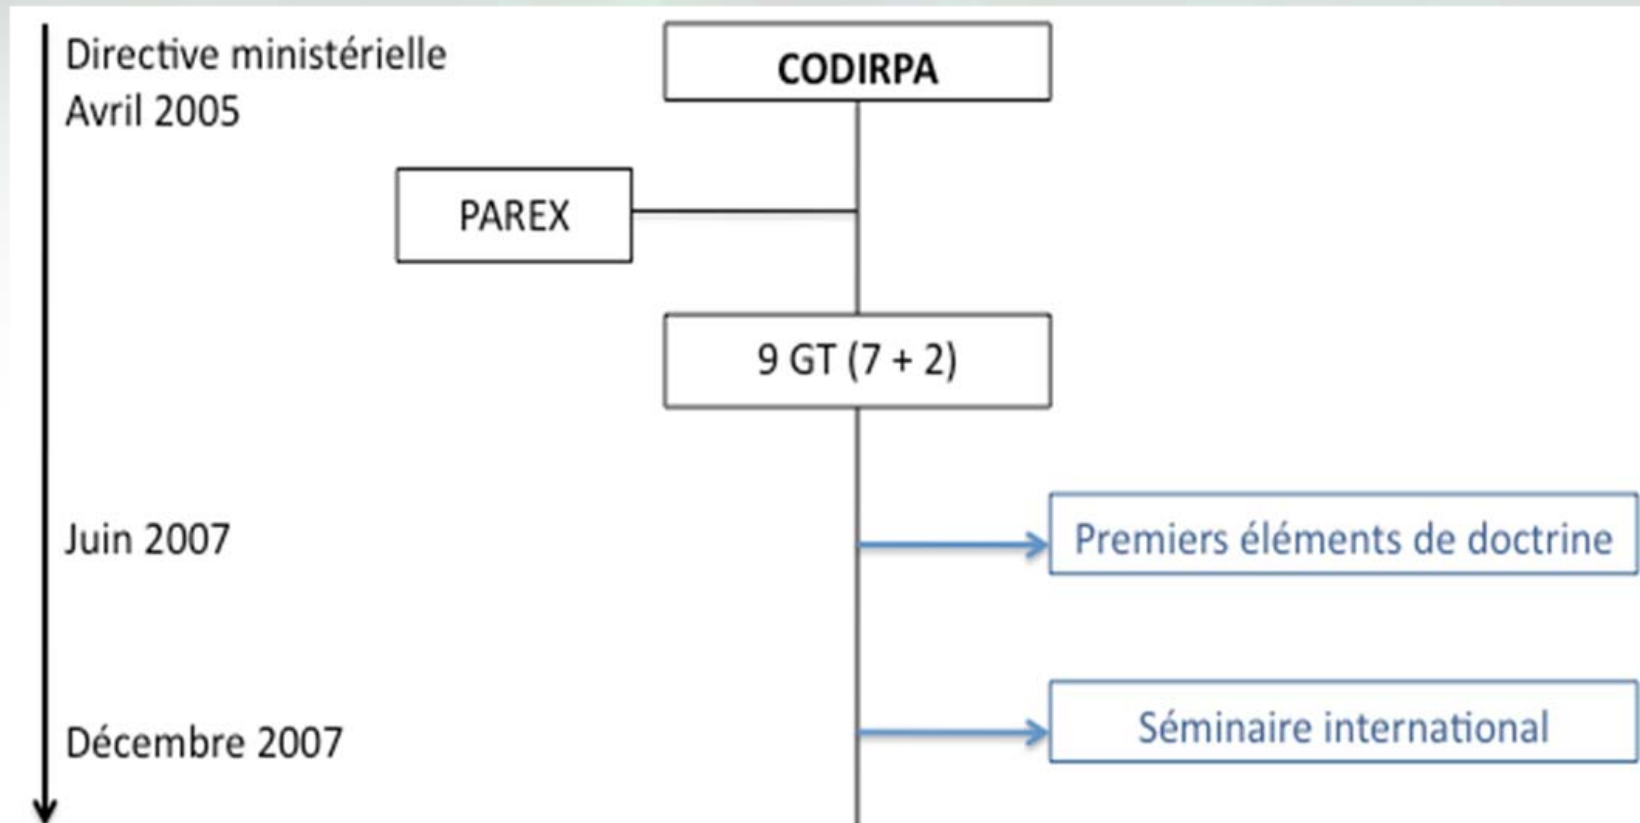 Directive ministérielle
Avril 2005
CODIRPA
PAREX
9 GT (7 + 2)
Juin 2007
Premiers éléments de doctrine
Décembre 2007
Séminaire international